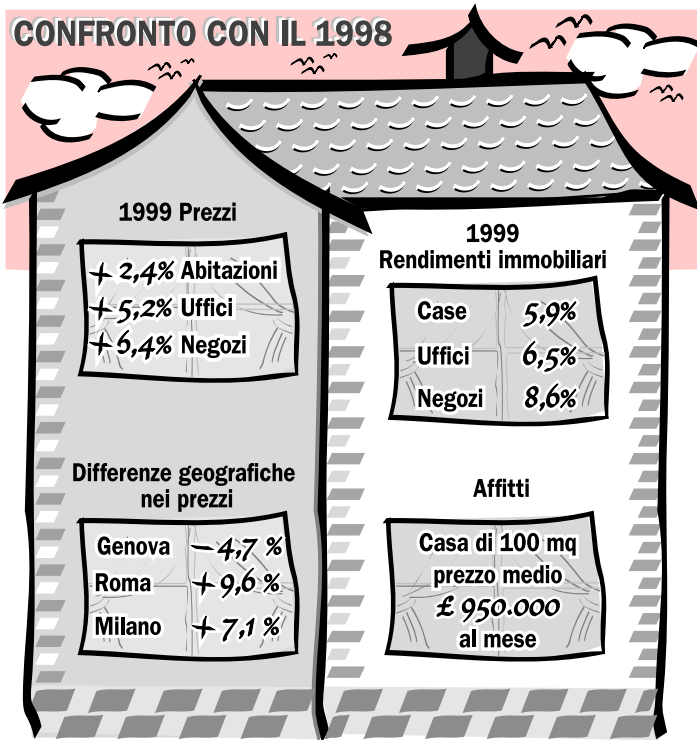 CONFRONTO CON IL 1998
1999 Prezzi
+ 2,4% Abitazioni
+ 5,2% Uffici
+ 6,4% Negozi
Differenze geografiche
nei prezzi
Genova – 4,7 %
Roma + 9,6 %
Milano + 7,1 %
1999
Rendimenti immobiliari
Case 5,9%
Uffici 6,5%
Negozi 8,6%
Affitti
Casa di 100 mq
prezzo medio
£ 950.000
al mese